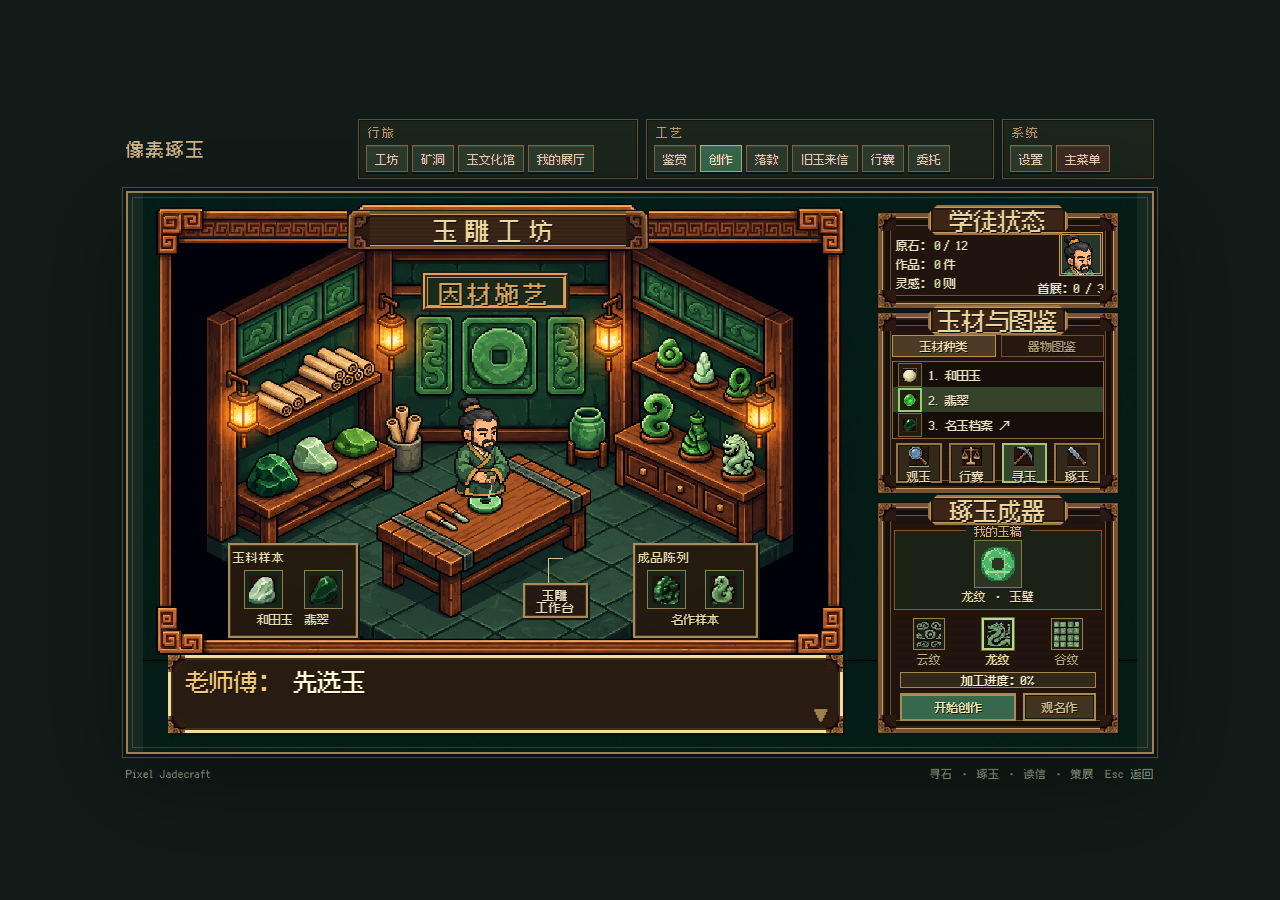 像素琢玉
行旅
工坊 矿洞 玉文化馆 我的展厅
工艺
鉴赏 创作 落款 旧玉来信 行囊 委托
系统
设置 主菜单
玉雕工坊
因材施艺
玉料样本
和田玉 翡翠
玉雕
工作台
成品陈列
名作样本
老师傅： 先选玉
学徒状态
原石: 0 / 12
作品: 0 件
灵感: 0 则
首展: 0 / 3
玉材与图鉴
玉材种类 器物图鉴
1. 和田玉
2. 翡翠
3. 名玉档案 ↗
观玉 行囊 寻玉 琢玉
琢玉成器
我的玉稿
龙纹 · 玉璧
云纹 龙纹 谷纹
加工进度: 0%
开始创作 观名作
Pixel Jadecraft
寻石 · 琢玉 · 读信 · 策展 Esc 返回